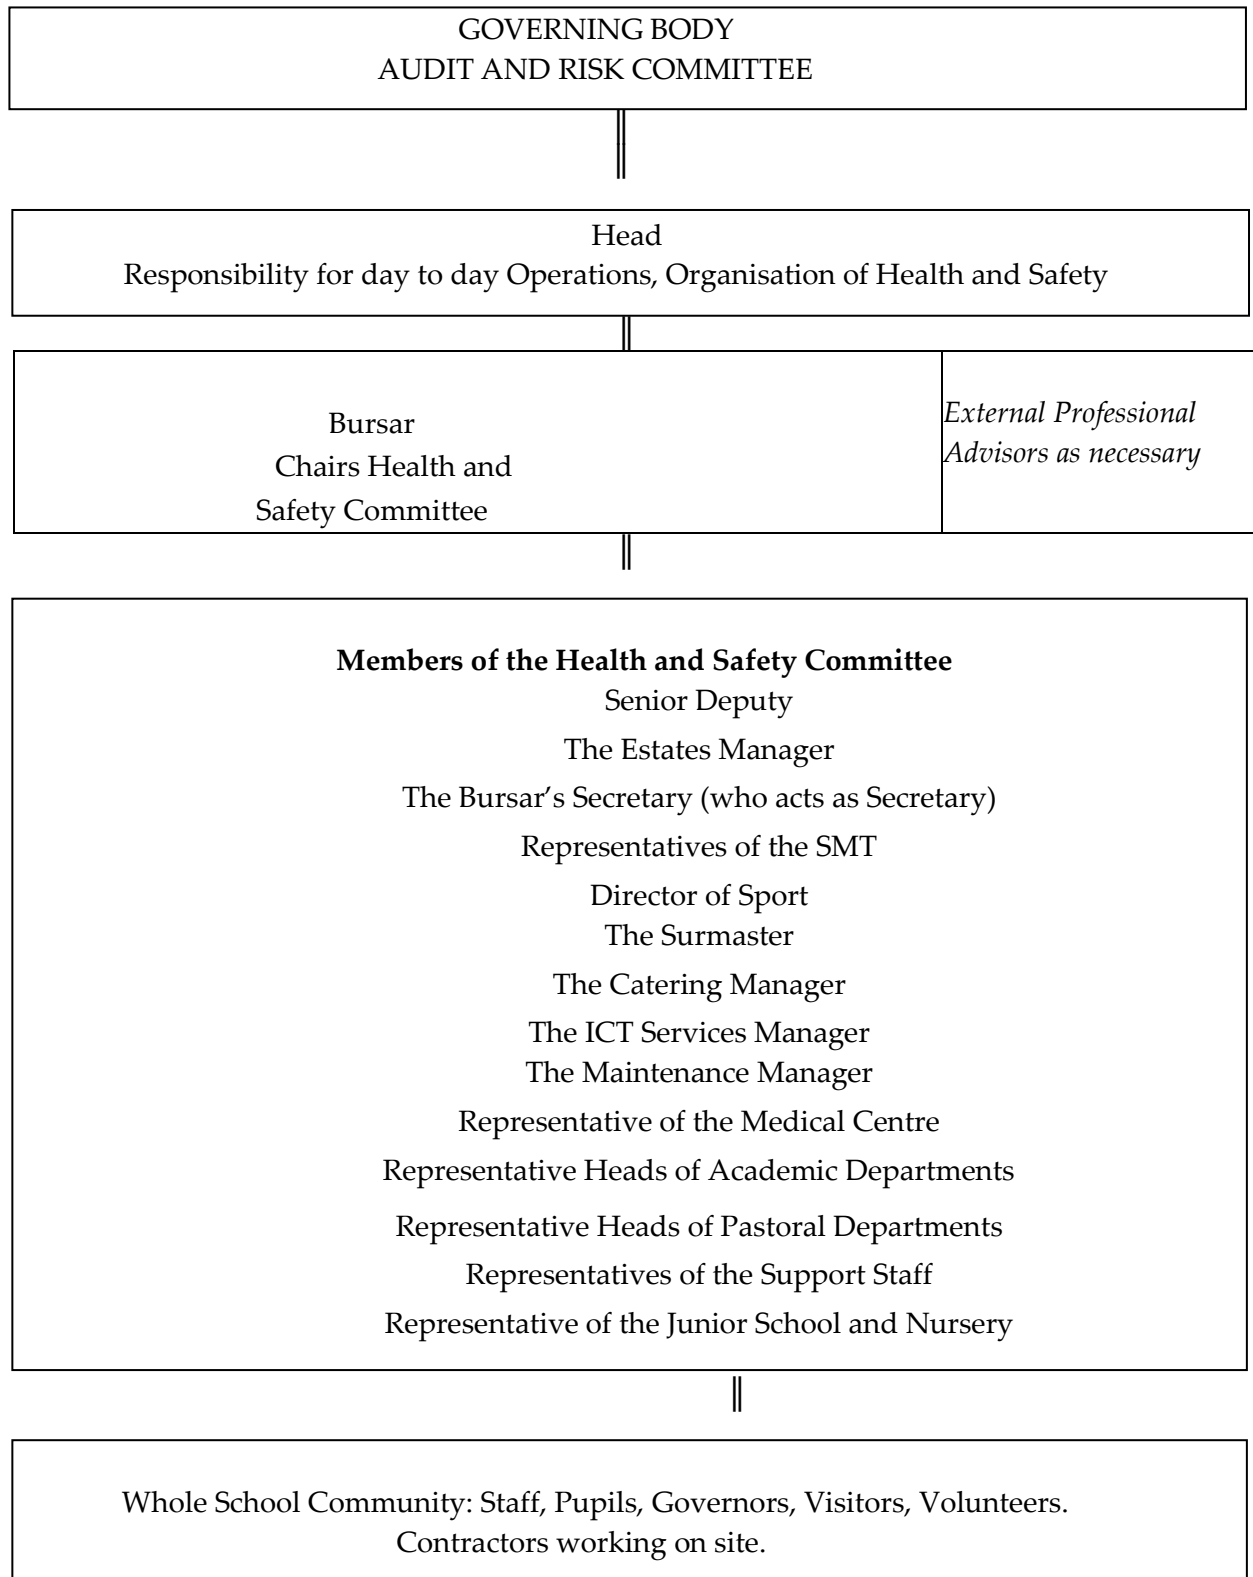 GOVERNING BODY
AUDIT AND RISK COMMITTEE
Head
Responsibility for day to day Operations, Organisation of Health and Safety
Bursar
Chairs Health and
Safety Committee
External Professional
Advisors as necessary
Members of the Health and Safety Committee
Senior Deputy
The Estates Manager
The Bursar’s Secretary (who acts as Secretary)
Representatives of the SMT
Director of Sport
The Surmaster
The Catering Manager
The ICT Services Manager
The Maintenance Manager
Representative of the Medical Centre
Representative Heads of Academic Departments
Representative Heads of Pastoral Departments
Representatives of the Support Staff
Representative of the Junior School and Nursery
Whole School Community: Staff, Pupils, Governors, Visitors, Volunteers.
Contractors working on site.